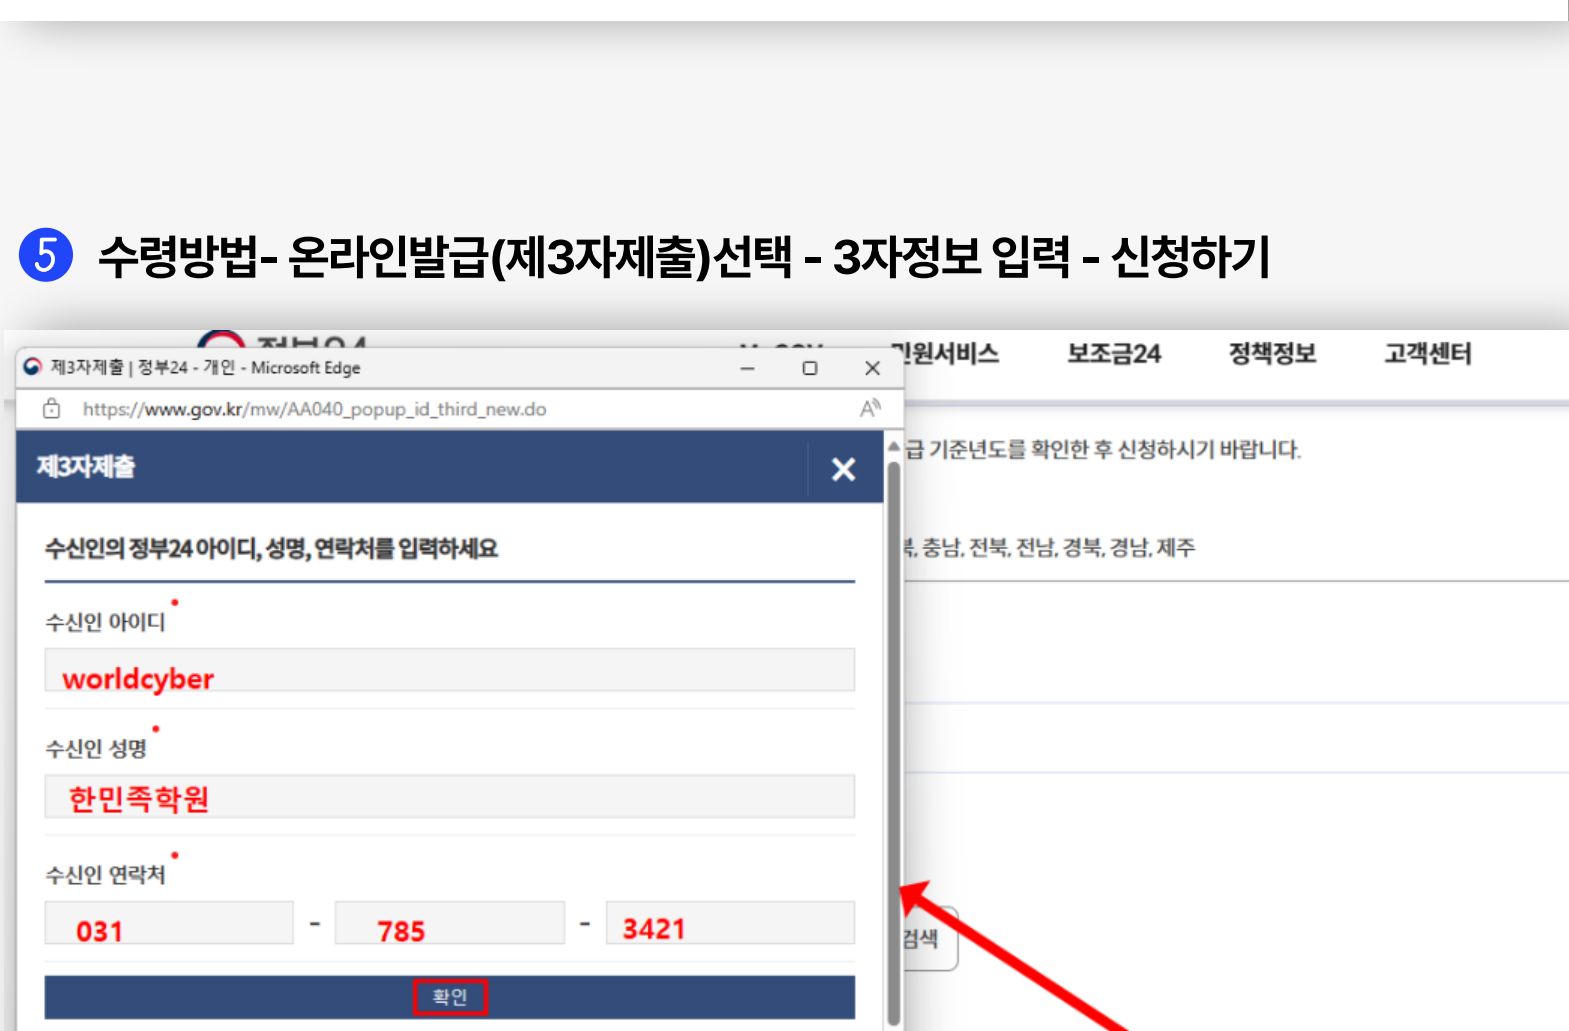 5 수령방법- 온라인발급(제3자제출)선택 - 3자정보 입력 - 신청하기
제3자제출 | 정부24 - 개인 - Microsoft Edge
민원서비스 보조금24 정책정보 고객센터
https://www.gov.kr/mw/AA040_popup_id_third_new.do
급 기준년도를 확인한 후 신청하시기 바랍니다.
제3자제출
수신인의 정부24 아이디, 성명, 연락처를 입력하세요
충남, 전북, 전남, 경북, 경남, 제주
수신인 아이디
worldcyber
수신인 성명
한민족학원
수신인 연락처
031 - 785 - 3421
검색
확인